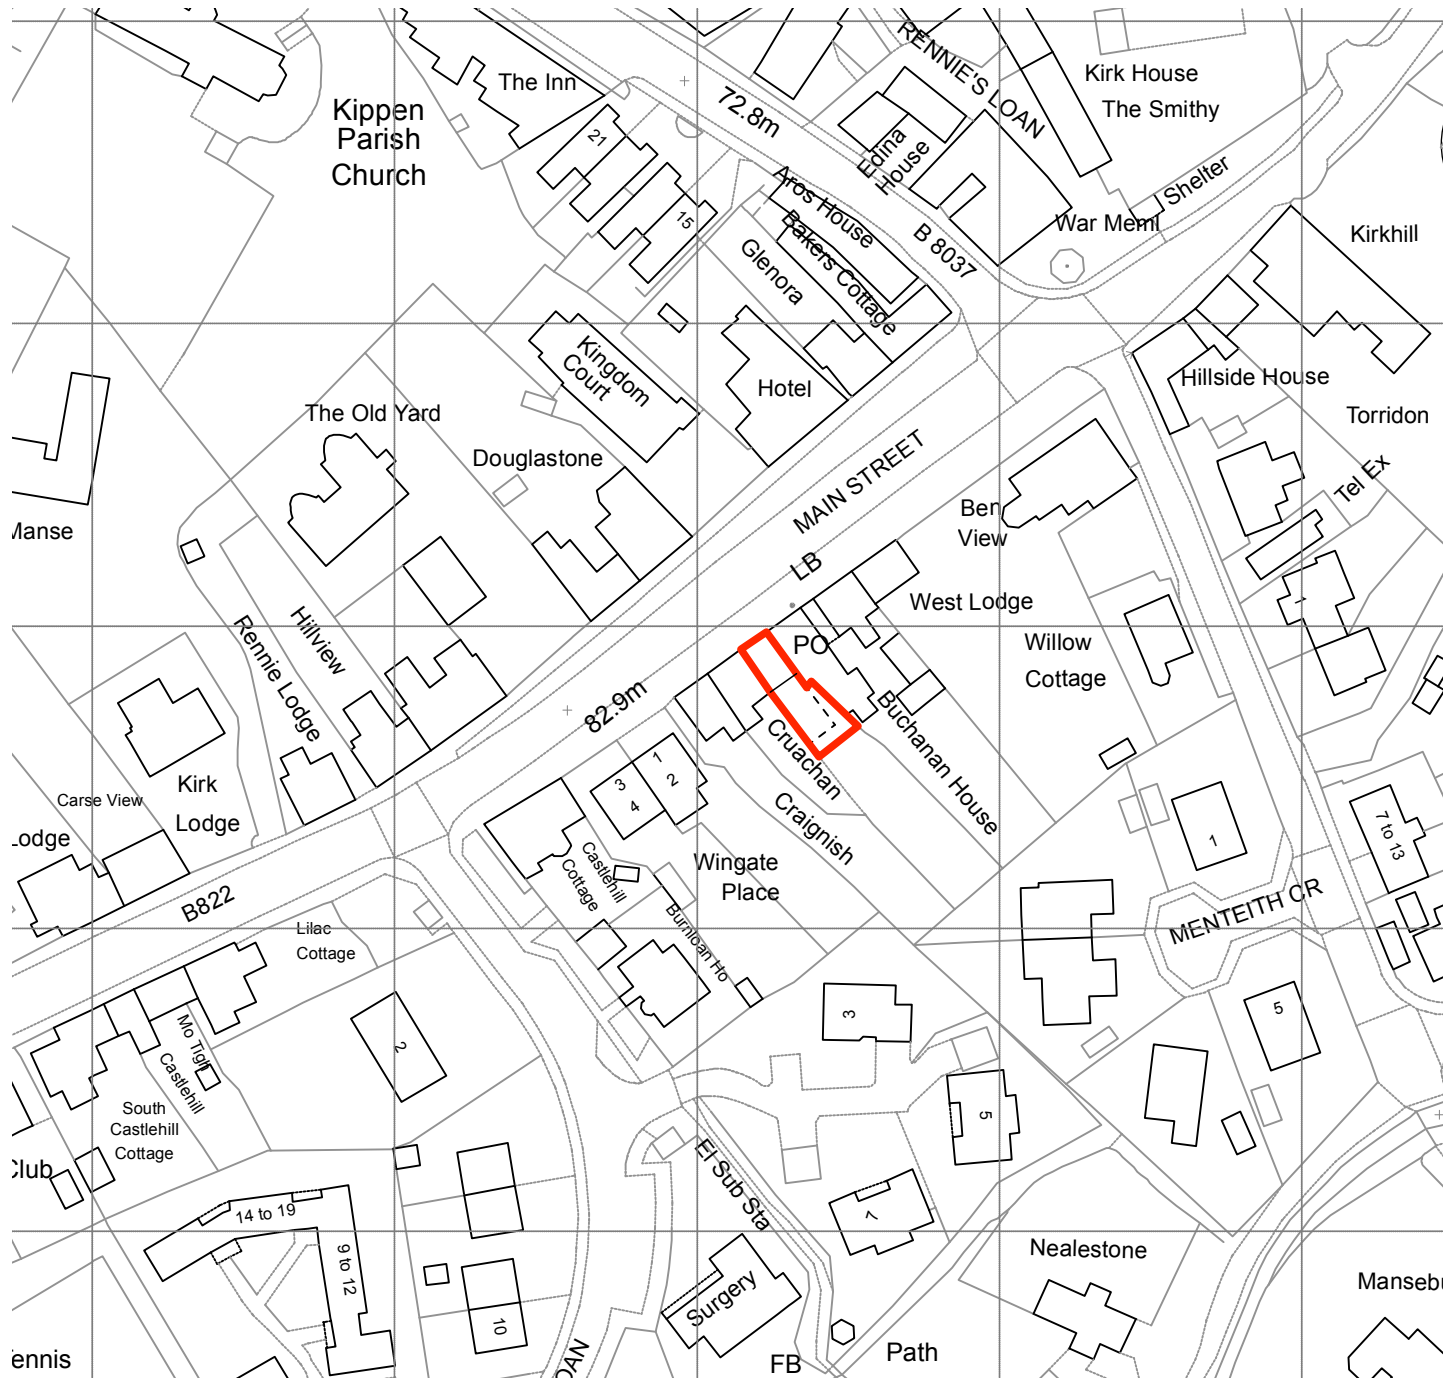 RENNIE'S LOAN
The Inn
Kirk House
The Smithy
72.8m
Kippen
Parish
Church
21
Edina
House
Shelter
Aros House
15
War Meml
Bakers Cottage
B 8037
Kirkhill
Glenora
Kingdom
Court
Hotel
Hillside House
The Old Yard
Torridon
MAIN STREET
Douglastone
Tel Ex
Manse
Ben
View
LB
West Lodge
1
Hillview
Rennie Lodge
PO
Willow
Cottage
82.9m
Buchanan House
Cruachan
1
2
3
4
Kirk
Lodge
Carse View
Craignish
Lodge
Castlehill
Cottage
Wingate
Place
1
7 to 13
B822
Burnloan Ho
MENTEITH CR
Lilac
Cottage
3
5
2
Mo Tigh
Castlehill
South
Castlehill
Cottage
5
Club
El Sub Sta
14 to 19
7
9 to 12
Nealestone
Surgery
10
FB
Path